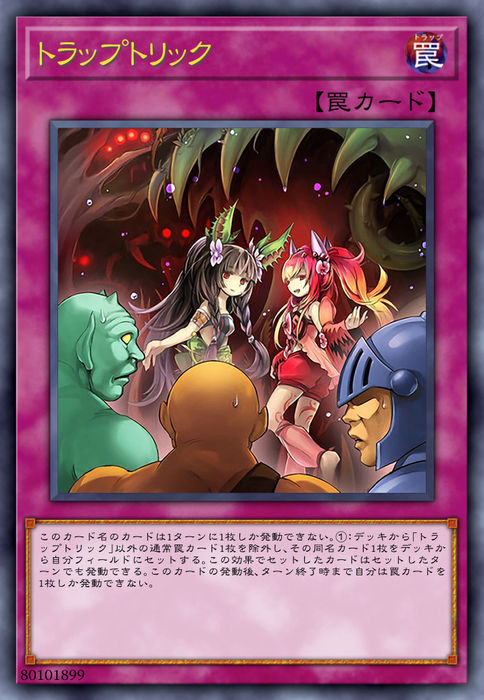 トラップトリック
トラップ
罠
【罠カード】
このカード名のカードは1ターンに1枚しか発動できない。①:デッキから「トラ
ップトリック」以外の通常罠カード1枚を除外し、その同名カード1枚をデッキか
ら自分フィールドにセットする。この効果でセットしたカードはセットしたター
ンでも発動できる。このカードの発動後、ターン終了時まで自分は罠カードを
1枚しか発動できない。
80101899